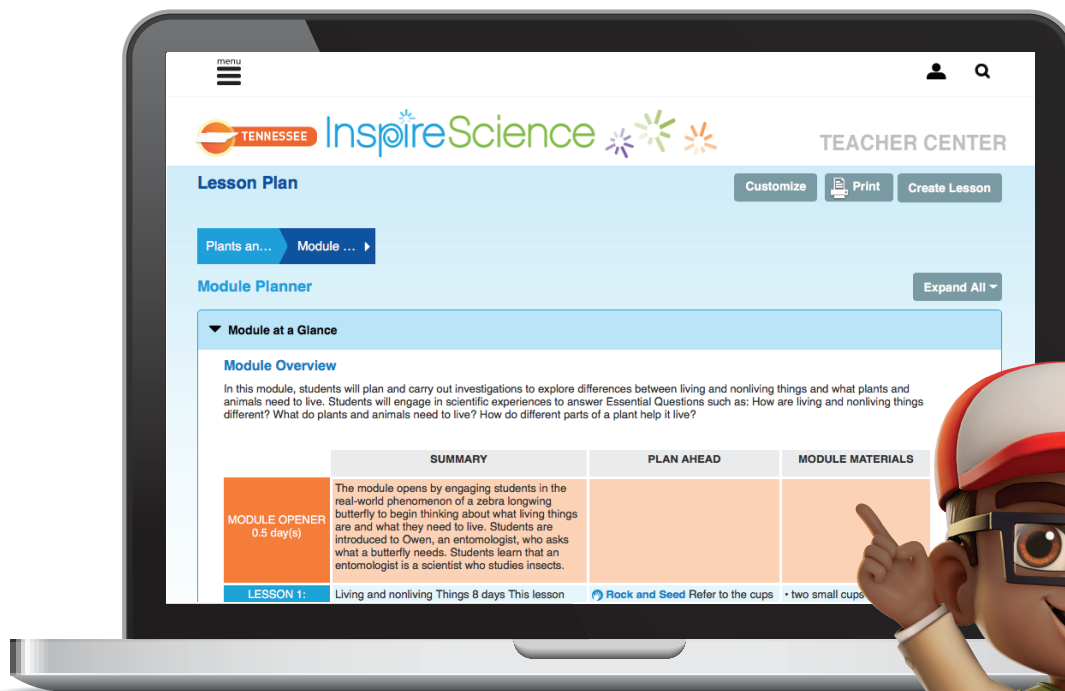 menu
TENNESSEE InspireScience
TEACHER CENTER
Lesson Plan
Customize Print Create Lesson
Plants an... Module ...
Module Planner
Expand All
Module at a Glance
Module Overview
In this module, students will plan and carry out investigations to explore differences between living and nonliving things and what plants and
animals need to live. Students will engage in scientific experiences to answer Essential Questions such as: How are living and nonliving things
different? What do plants and animals need to live? How do different parts of a plant help it live?
SUMMARY PLAN AHEAD MODULE MATERIALS
MODULE OPENER
0.5 day(s)
The module opens by engaging students in the
real-world phenomenon of a zebra longwing
butterfly to begin thinking about what living things
are and what they need to live. Students are
introduced to Owen, an entomologist, who asks
what a butterfly needs. Students learn that an
entomologist is a scientist who studies insects.
LESSON 1: Living and nonliving Things 8 days This lesson Rock and Seed Refer to the cups • two small cups